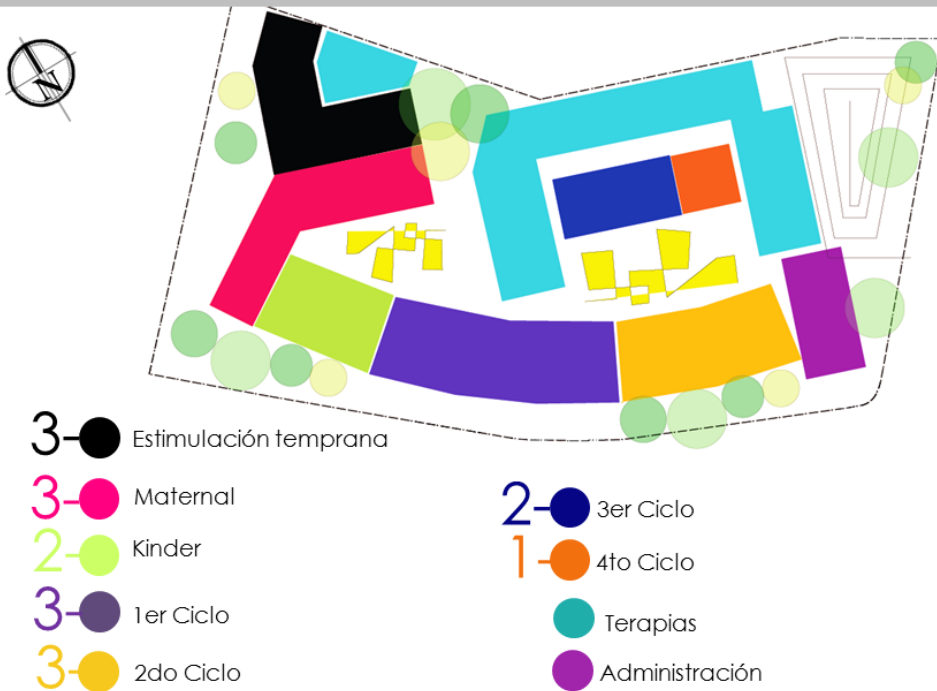 N
3- Estimulación temprana
3- Maternal
2- Kinder
3- 1er Ciclo
3- 2do Ciclo
2- 3er Ciclo
1- 4to Ciclo
Terapias
Administración